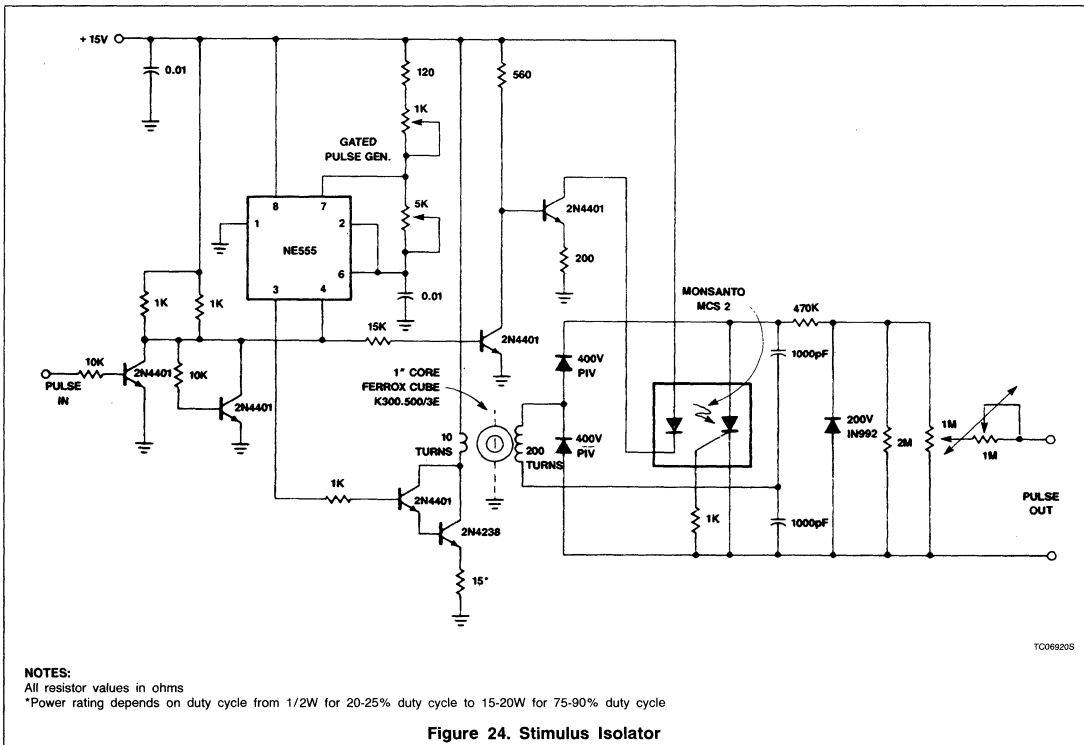 + 15V
0.01
120
1K
560
GATED
PULSE GEN.
8
7
1
2
NE555
5K
6
3
4
0.01
2N4401
200
MONSANTO
MCS 2
1K
1K
15K
2N4401
470K
10K
PULSE
IN
2N4401
10K
2N4401
1" CORE
FERROX CUBE
K300.500/3E
400V
PIV
1000pF
10
TURNS
200
TURNS
400V
PIV
200V
IN992
2M
1M
1M
1K
2N4401
2N4238
1K
1000pF
PULSE
OUT
15*
TC06920S
NOTES:
All resistor values in ohms
*Power rating depends on duty cycle from 1/2W for 20-25% duty cycle to 15-20W for 75-90% duty cycle
Figure 24. Stimulus Isolator